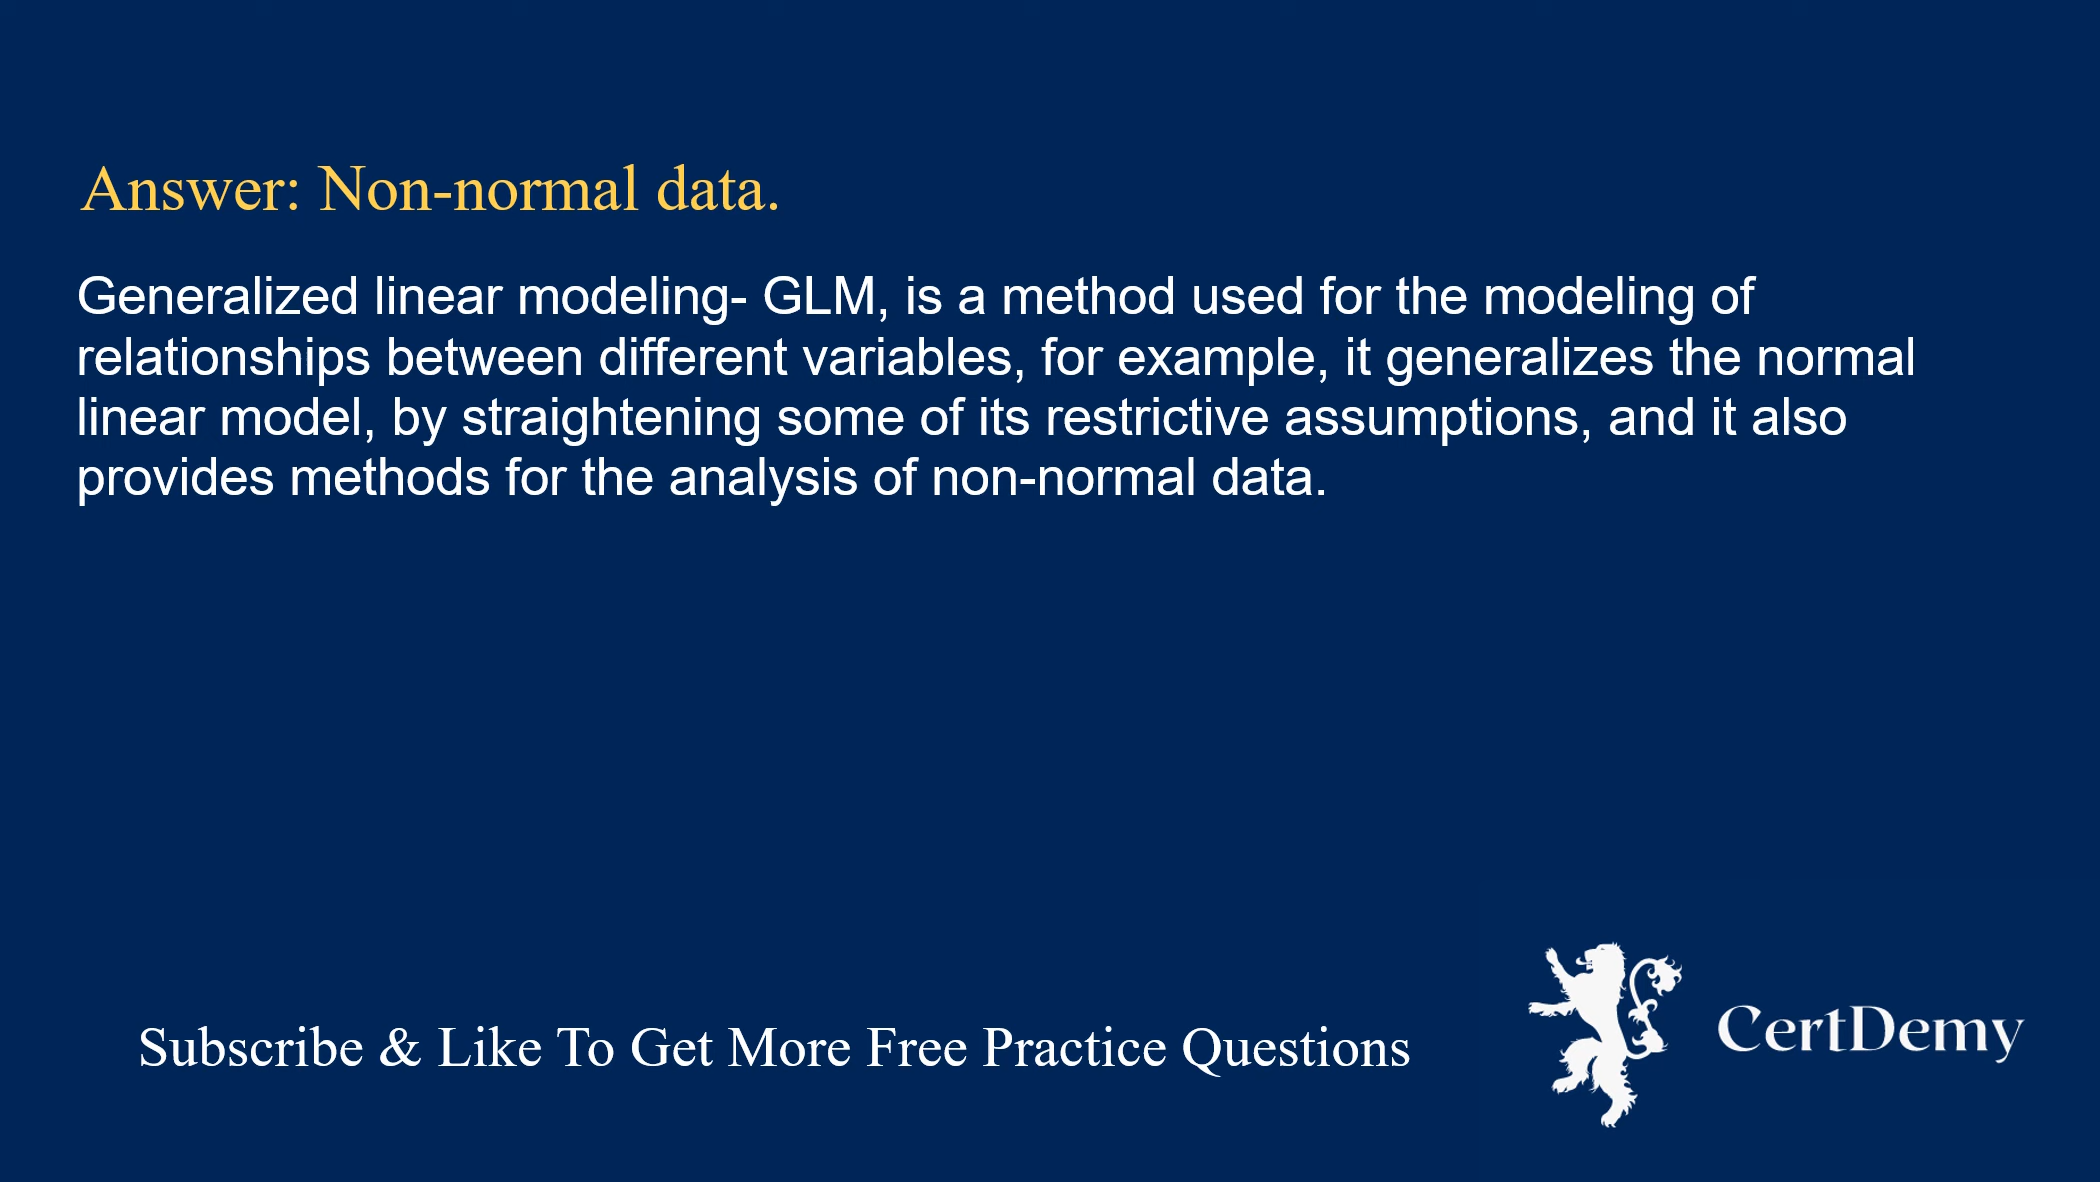 Answer: Non-normal data.
Generalized linear modeling- GLM, is a method used for the modeling of
relationships between different variables, for example, it generalizes the normal
linear model, by straightening some of its restrictive assumptions, and it also
provides methods for the analysis of non-normal data.
Subscribe & Like To Get More Free Practice Questions
CertDemy